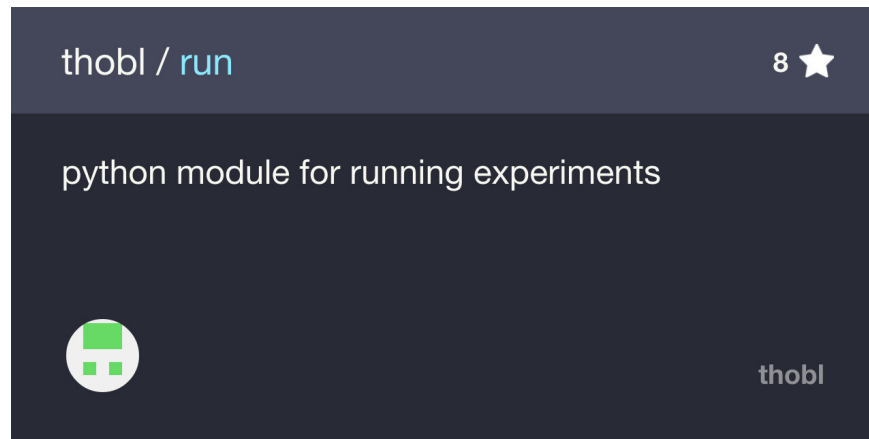 thobl / run
8
python module for running experiments
thobl